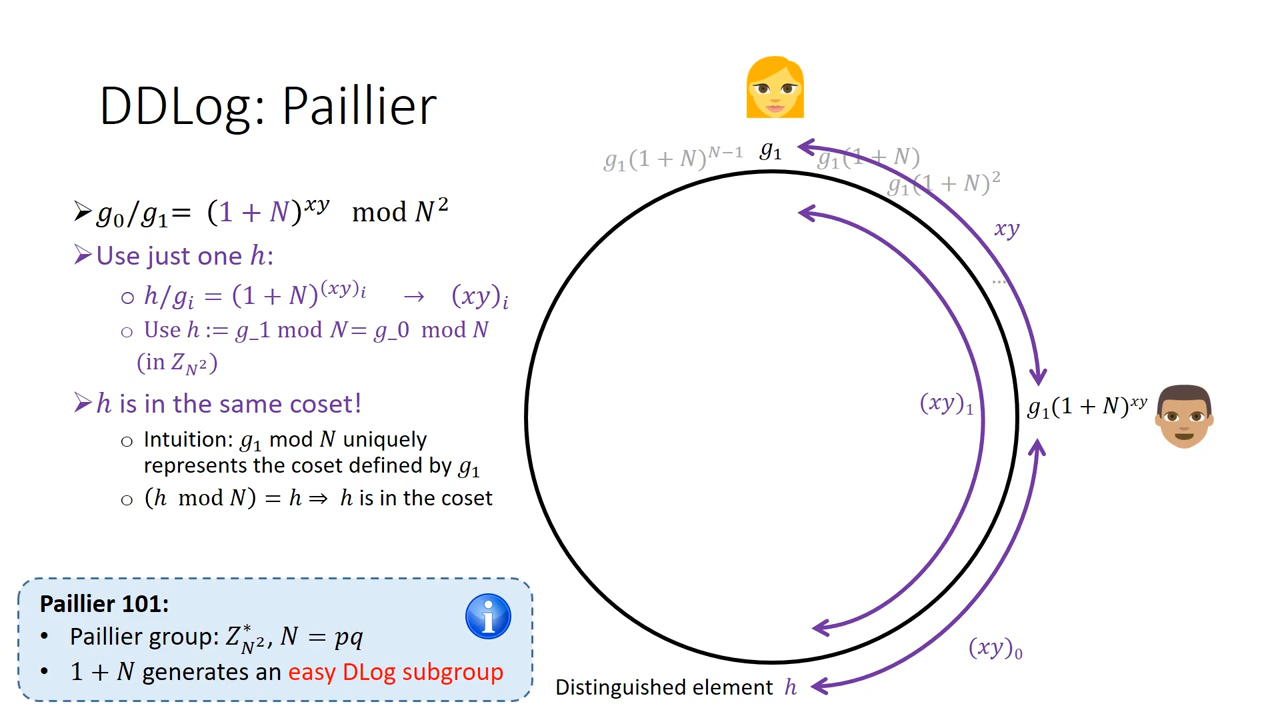 DDLog: Paillier
➢ g₀/g₁= (1 + N)^{xy} mod N²
➢ Use just one h:
○ h/gᵢ = (1 + N)^{(xy)ᵢ} → (xy)ᵢ
○ Use h := g_1 mod N= g_0 mod N
(in Z_{N²})
➢ h is in the same coset!
○ Intuition: g₁ mod N uniquely
represents the coset defined by g₁
○ (h mod N) = h ⇒ h is in the coset
Paillier 101:
• Paillier group: Z*_{N²}, N = pq
• 1 + N generates an easy DLog subgroup
g₁(1 + N)^{N−1}
g₁
g₁(1 + N)
g₁(1 + N)²
xy
...
(xy)₁
g₁(1 + N)^{xy}
(xy)₀
Distinguished element h